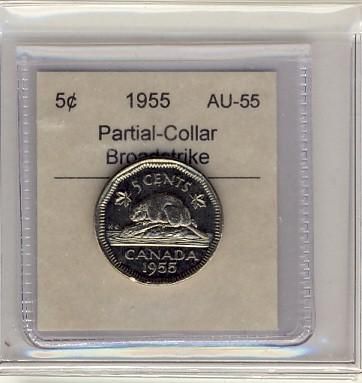 5¢ 1955 AU-55
Partial-Collar
Broadstrike
5 CENTS
CANADA
1955